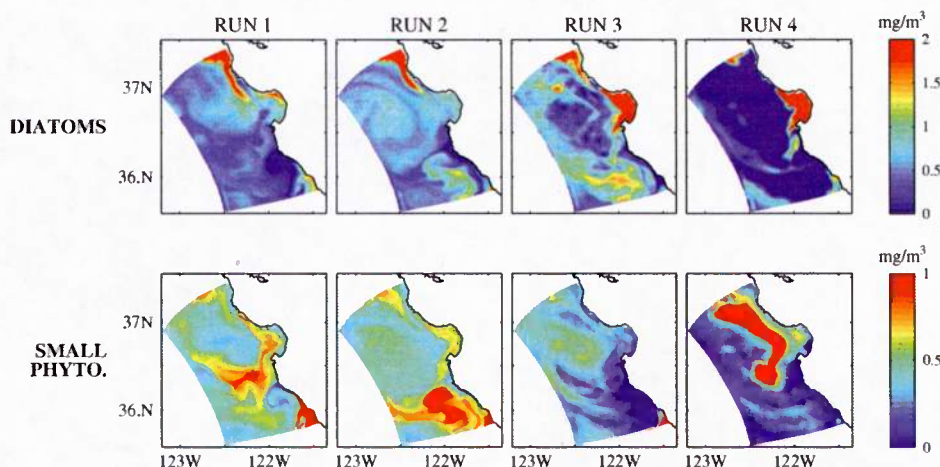 RUN 1 RUN 2 RUN 3 RUN 4 mg/m³
37N
36.N
DIATOMS
2
1.5
1
0.5
0
mg/m³
37N
36.N
SMALL
PHYTO.
1
0.5
0
123W 122W 123W 122W 123W 122W 123W 122W